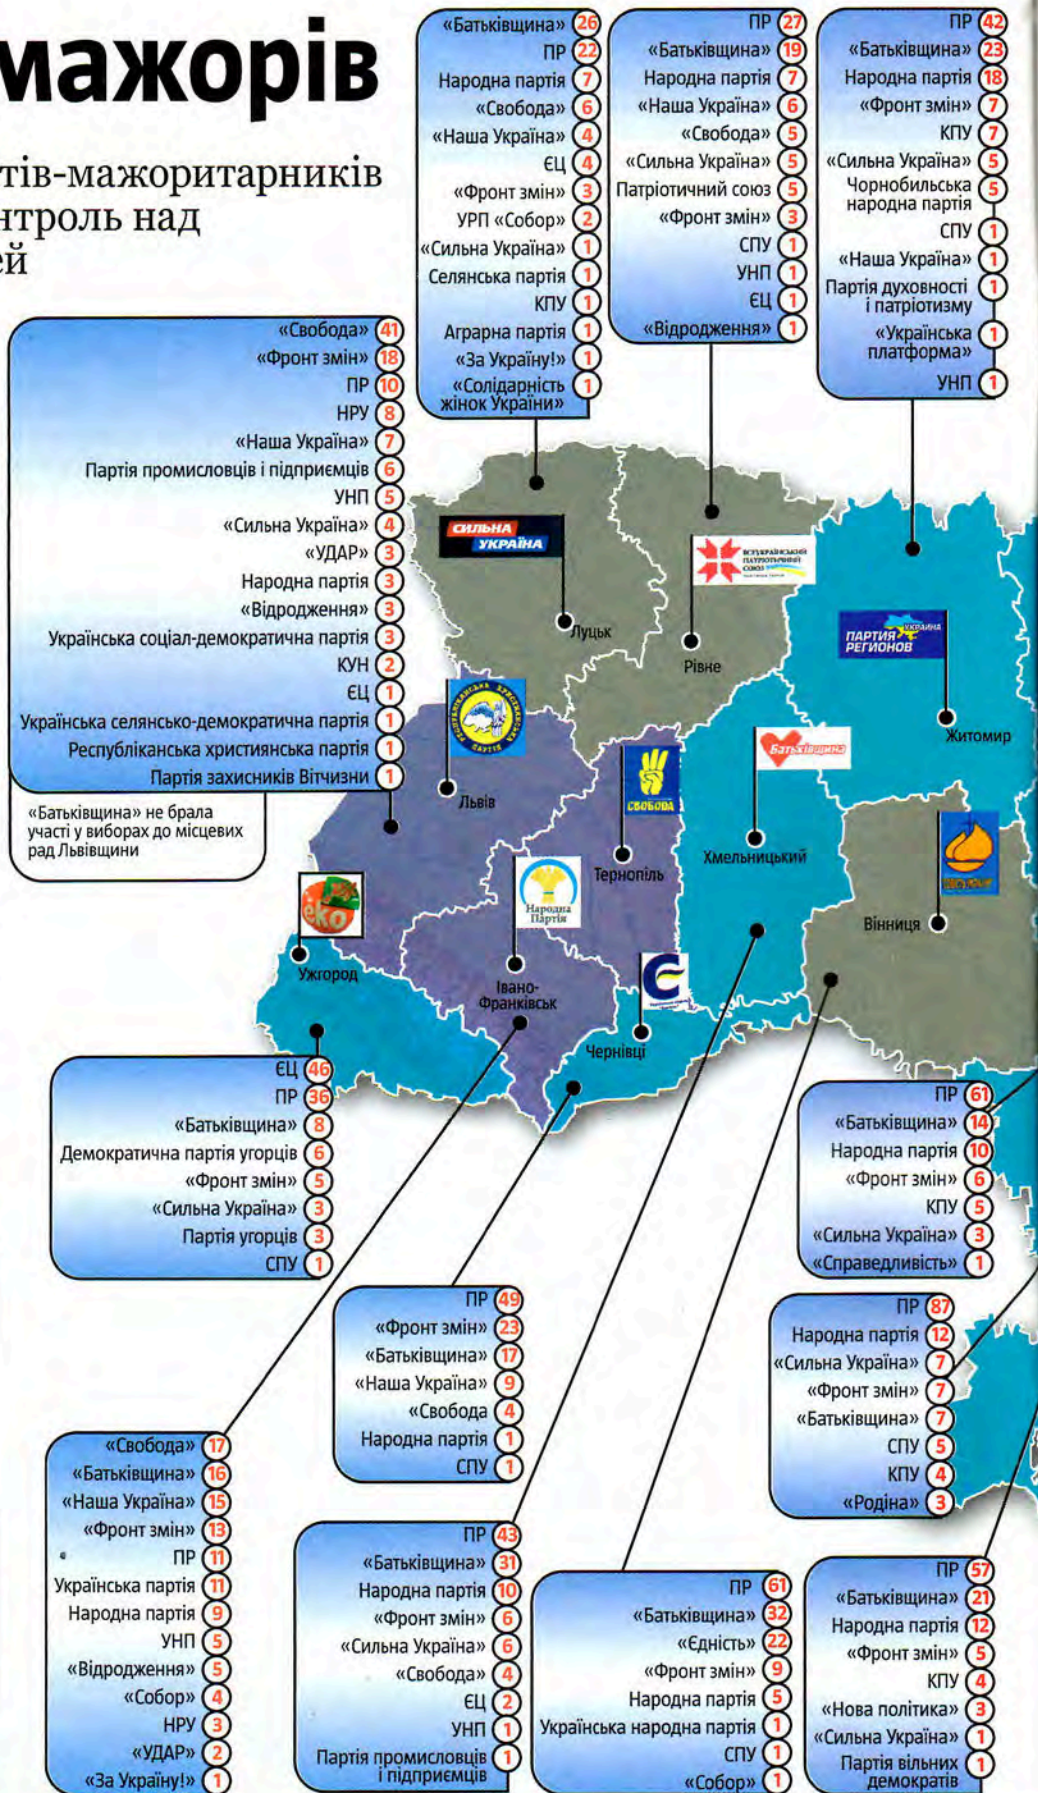 мажорів
тів-мажоритарників
нтроль над
ей
«Батьківщина» 26
ПР 22
Народна партія 7
«Свобода» 6
«Наша Україна» 4
ЄЦ 4
«Фронт змін» 3
УРП «Собор» 2
«Сильна Україна» 1
Селянська партія 1
КПУ 1
Аграрна партія 1
«За Україну!» 1
«Солідарність 1
жінок України»
ПР 27
«Батьківщина» 19
Народна партія 7
«Наша Україна» 6
«Свобода» 5
«Сильна Україна» 5
Патріотичний союз 5
«Фронт змін» 3
СПУ 1
УНП 1
ЄЦ 1
«Відродження» 1
ПР 42
«Батьківщина» 23
Народна партія 18
«Фронт змін» 7
КПУ 7
«Сильна Україна» 5
Чорнобильська 5
народна партія
СПУ 1
«Наша Україна» 1
Партія духовності 1
і патріотизму
«Українська 1
платформа»
УНП 1
«Свобода» 41
«Фронт змін» 18
ПР 10
НРУ 8
«Наша Україна» 7
Партія промисловців і підприємців 6
УНП 5
«Сильна Україна» 4
«УДАР» 3
Народна партія 3
«Відродження» 3
Українська соціал-демократична партія 3
КУН 2
ЄЦ 1
Українська селянсько-демократична партія 1
Республіканська християнська партія 1
Партія захисників Вітчизни 1
«Батьківщина» не брала
участі у виборах до місцевих
рад Львівщини
СИЛЬНА
УКРАЇНА
Луцьк
ВСЕУКРАЇНСЬКИЙ
ПАТРІОТИЧНИЙ
СОЮЗ
Рівне
УКРАИНА
ПАРТИЯ
РЕГИОНОВ
Житомир
РЕСПУБЛІКАНСЬКА ХРИСТИЯНСЬКА
ПАРТІЯ
Львів
СВОБОДА
Тернопіль
Батьківщина
Хмельницький
Вінниця
еко
Ужгород
Народна
Партія
Івано-
Франківськ
Є
Чернівці
ЄЦ 46
ПР 36
«Батьківщина» 8
Демократична партія угорців 6
«Фронт змін» 5
«Сильна Україна» 3
Партія угорців 3
СПУ 1
ПР 61
«Батьківщина» 14
Народна партія 10
«Фронт змін» 6
КПУ 5
«Сильна Україна» 3
«Справедливість» 1
ПР 49
«Фронт змін» 23
«Батьківщина» 17
«Наша Україна» 9
«Свобода 4
Народна партія 1
СПУ 1
ПР 87
Народна партія 12
«Сильна Україна» 7
«Фронт змін» 7
«Батьківщина» 7
СПУ 5
КПУ 4
«Родіна» 3
«Свобода» 17
«Батьківщина» 16
«Наша Україна» 15
«Фронт змін» 13
ПР 11
Українська партія 11
Народна партія 9
УНП 5
«Відродження» 5
«Собор» 4
НРУ 3
«УДАР» 2
«За Україну!» 1
ПР 43
«Батьківщина» 31
Народна партія 10
«Фронт змін» 6
«Сильна Україна» 6
«Свобода» 4
ЄЦ 2
УНП 1
Партія промисловців 1
і підприємців
ПР 61
«Батьківщина» 32
«Єдність» 22
«Фронт змін» 9
Народна партія 5
Українська народна партія 1
СПУ 1
«Собор» 1
ПР 57
«Батьківщина» 21
Народна партія 12
«Фронт змін» 5
КПУ 4
«Нова політика» 3
«Сильна Україна» 1
Партія вільних 1
демократів